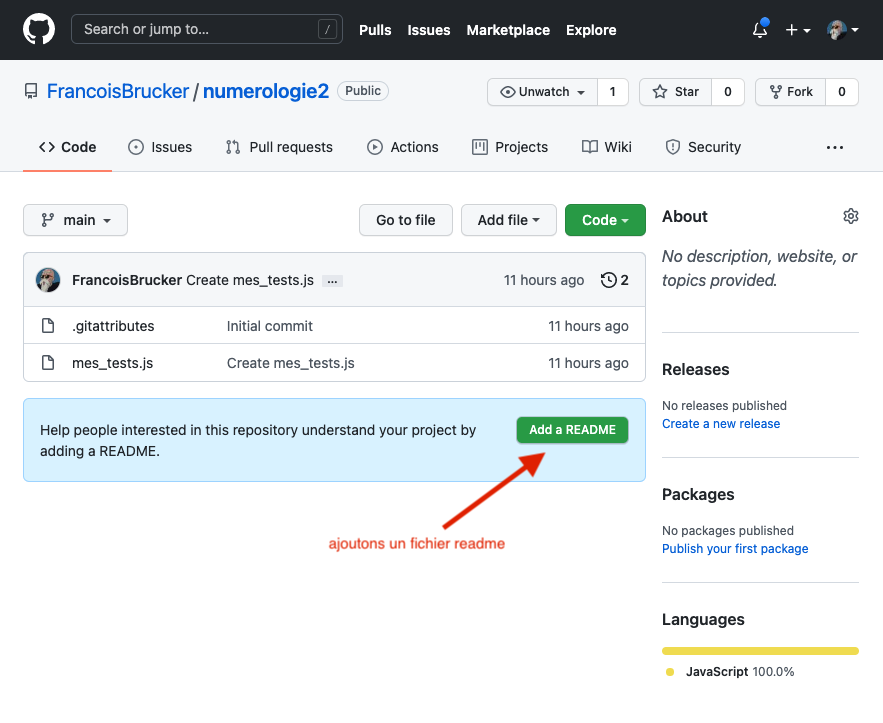 Search or jump to... /
Pulls Issues Marketplace Explore
FrancoisBrucker / numerologie2 Public
Unwatch 1 Star 0 Fork 0
Code Issues Pull requests Actions Projects Wiki Security ...
main Go to file Add file Code
FrancoisBrucker Create mes_tests.js ... 11 hours ago 2
.gitattributes Initial commit 11 hours ago
mes_tests.js Create mes_tests.js 11 hours ago
Help people interested in this repository understand your project by
adding a README.
Add a README
ajoutons un fichier readme
About
No description, website, or
topics provided.
Releases
No releases published
Create a new release
Packages
No packages published
Publish your first package
Languages
JavaScript 100.0%